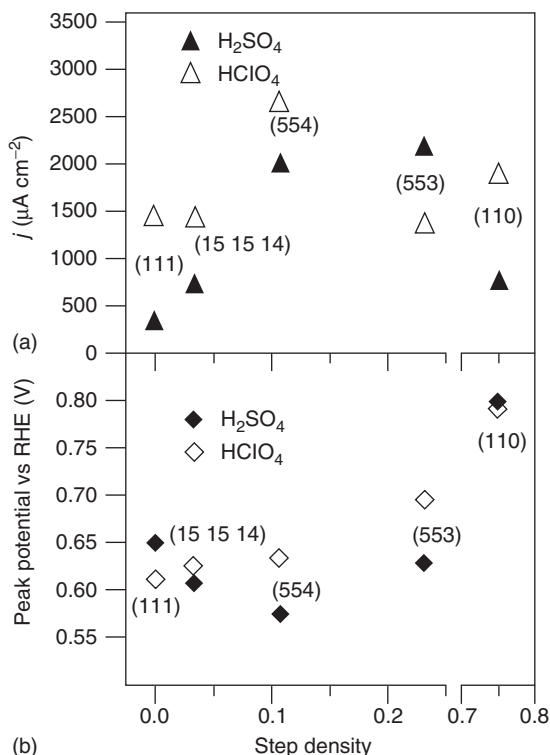 3500
3000
2500
2000
1500
1000
500
0
j (µA cm⁻²)
H₂SO₄
HClO₄
(554)
(553)
(110)
(15 15 14)
(111)
(a)
0.80
0.75
0.70
0.65
0.60
0.55
Peak potential vs RHE (V)
H₂SO₄
HClO₄
(110)
(15 15 14)
(553)
(111)
(554)
0.0 0.1 0.2 0.7 0.8
(b)
Step density